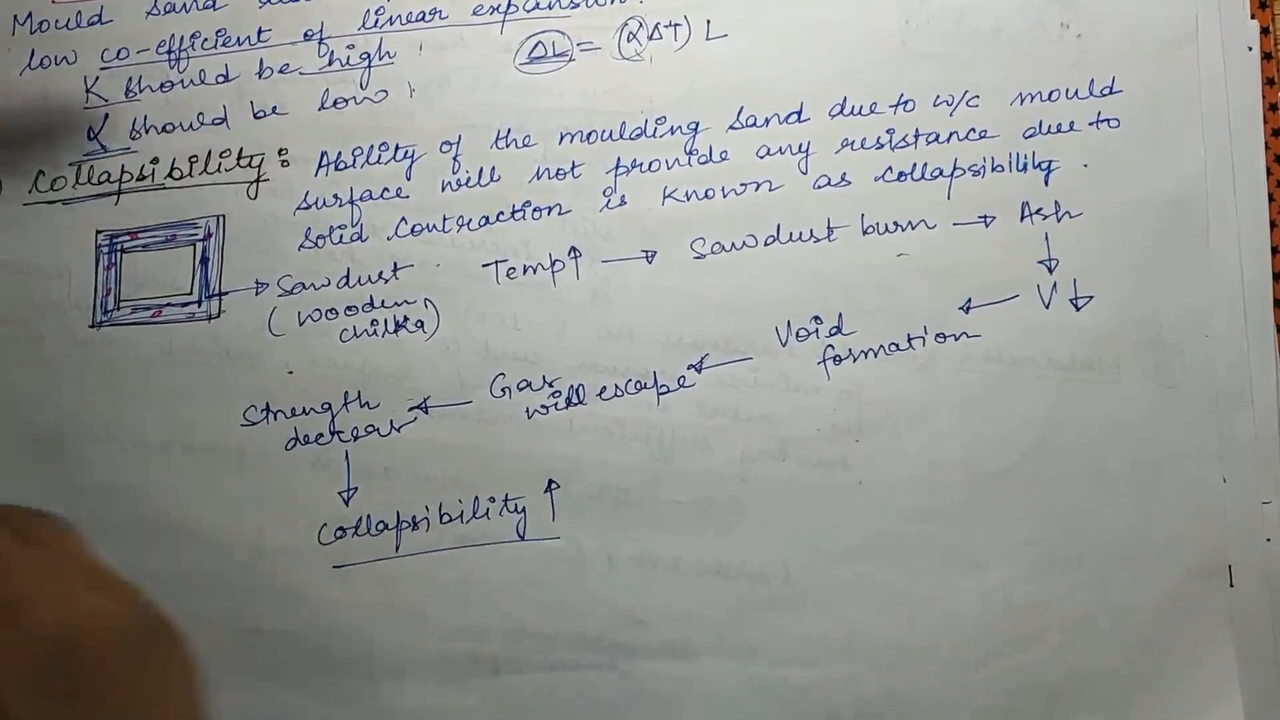 Mould Sand
low co-efficient of linear expansion.
K should be high
ΔL = (αΔT) L
α should be low
Collapsibility: Ability of the moulding sand due to w/c mould
surface will not provide any resistance due to
solid contraction is known as collapsibility.
Sawdust
(wooden
chilka)
Temp↑ → Sawdust burn → Ash
↓
V↓
← Void
formation
← Gas
will escape
← Strength
decreas
↓
Collapsibility ↑